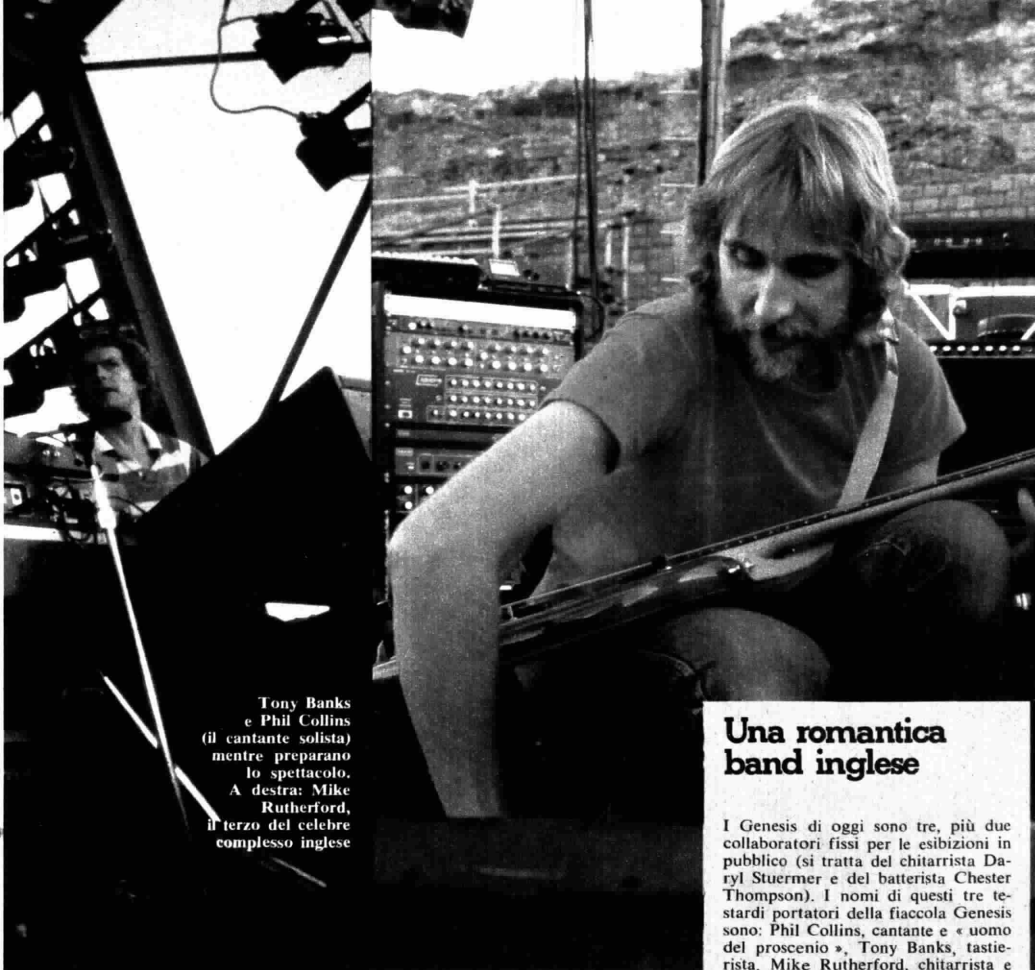 Tony Banks
e Phil Collins
(il cantante solista)
mentre preparano
lo spettacolo.
A destra: Mike
Rutherford,
il terzo del celebre
complesso inglese
Una romantica
band inglese
I Genesis di oggi sono tre, più due
collaboratori fissi per le esibizioni in
pubblico (si tratta del chitarrista Da-
ryl Stuermer e del batterista Chester
Thompson). I nomi di questi tre te-
stardi portatori della fiaccola Genesis
sono: Phil Collins, cantante e « uomo
del proscenio », Tony Banks, tastie-
rista, Mike Rutherford, chitarrista e